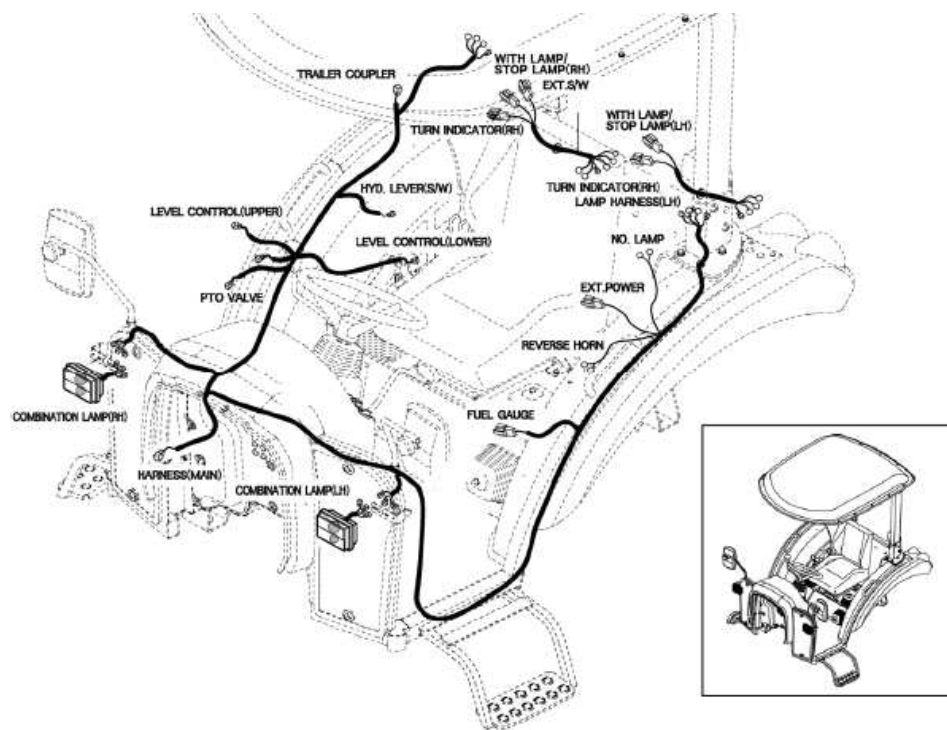 WITH LAMP/
STOP LAMP(RH)
TRAILER COUPLER
EXT.S/W
WITH LAMP/
STOP LAMP(LH)
TURN INDICATOR(RH)
HYD. LEVER(S/W)
TURN INDICATOR(RH)
LAMP HARNESS(LH)
LEVEL CONTROL(UPPER)
LEVEL CONTROL(LOWER)
NO. LAMP
PTO VALVE
EXT.POWER
REVERSE HORN
COMBINATION LAMP(RH)
FUEL GAUGE
HARNESS(MAIN)
COMBINATION LAMP(LH)